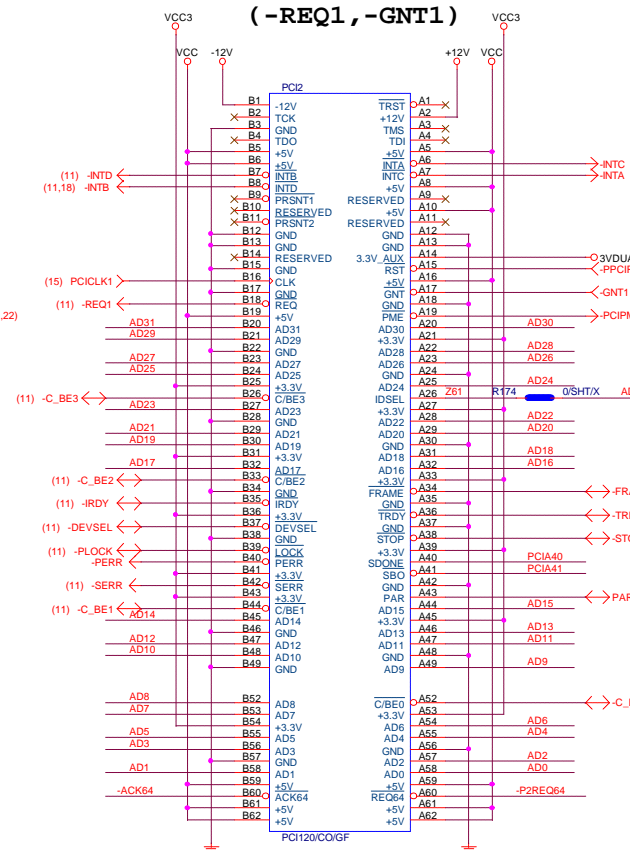 (-REQ1,-GNT1)
VCC3 VCC3
VCC -12V +12V VCC
PCI2
B1 -12V TRST A1
B2 TCK +12V A2
B3 GND TMS A3
B4 TDO TDI A4
B5 +5V +5V A5
B6 +5V INTA A6 -INTC
(11) -INTD B7 INTB INTC A7 -INTA
(11,18) -INTB B8 INTD +5V A8
B9 PRSNT1 RESERVED A9
B10 RESERVED +5V A10
B11 PRSNT2 RESERVED A11
B12 GND GND A12
B13 GND GND A13
B14 RESERVED 3.3V_AUX A14 3VDUA
B15 GND RST A15 -PPCIR
(15) PCICLK1 B16 CLK +5V A16
B17 GND GNT A17 -GNT1
(11) -REQ1 B18 REQ GND A18
,22) B19 +5V PME A19 -PCIPM
AD31 B20 AD31 AD30 A20 AD30
AD29 B21 AD29 +3.3V A21
B22 GND AD28 A22 AD28
AD27 B23 AD27 AD26 A23 AD26
AD25 B24 AD25 GND A24
B25 +3.3V AD24 A25 AD24
(11) -C_BE3 B26 C/BE3 IDSEL A26 Z61 R174 0/SHT/X AD
AD23 B27 AD23 +3.3V A27
B28 GND AD22 A28 AD22
AD21 B29 AD21 AD20 A29 AD20
AD19 B30 AD19 GND A30
B31 +3.3V AD18 A31 AD18
AD17 B32 AD17 AD16 A32 AD16
(11) -C_BE2 B33 C/BE2 +3.3V A33
B34 GND FRAME A34 -FRA
(11) -IRDY B35 IRDY GND A35
B36 +3.3V TRDY A36 -TRI
(11) -DEVSEL B37 DEVSEL GND A37
B38 GND STOP A38 -STO
(11) -PLOCK B39 LOCK +3.3V A39
-PERR B40 PERR SDONE A40 PCIA40
B41 +3.3V SBO A41 PCIA41
(11) -SERR B42 SERR GND A42
B43 +3.3V PAR A43 PAR
(11) -C_BE1 B44 C/BE1 AD15 A44 AD15
AD14 B45 AD14 +3.3V A45
B46 GND AD13 A46 AD13
AD12 B47 AD12 AD11 A47 AD11
AD10 B48 AD10 GND A48
B49 GND AD9 A49 AD9
AD8 B52 AD8 C/BE0 A52 -C_
AD7 B53 AD7 +3.3V A53
B54 +3.3V AD6 A54 AD6
AD5 B55 AD5 AD4 A55 AD4
AD3 B56 AD3 GND A56
B57 GND AD2 A57 AD2
AD1 B58 AD1 AD0 A58 AD0
B59 +5V +5V A59
-ACK64 B60 ACK64 REQ64 A60 -P2REQ64
B61 +5V +5V A61
B62 +5V +5V A62
PCI120/CO/GF